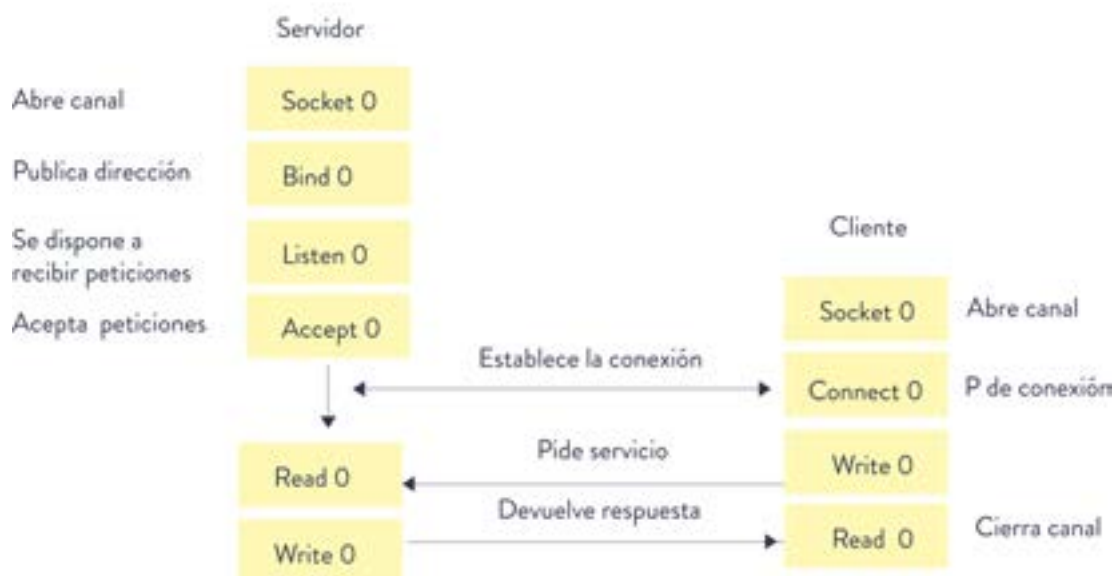 Servidor
Abre canal
Socket 0
Publica dirección
Bind 0
Se dispone a
recibir peticiones
Listen 0
Acepta peticiones
Accept 0
Cliente
Socket 0
Abre canal
Establece la conexión
Connect 0
P de conexióm
Pide servicio
Write 0
Read 0
Devuelve respuesta
Read 0
Cierra canal
Write 0